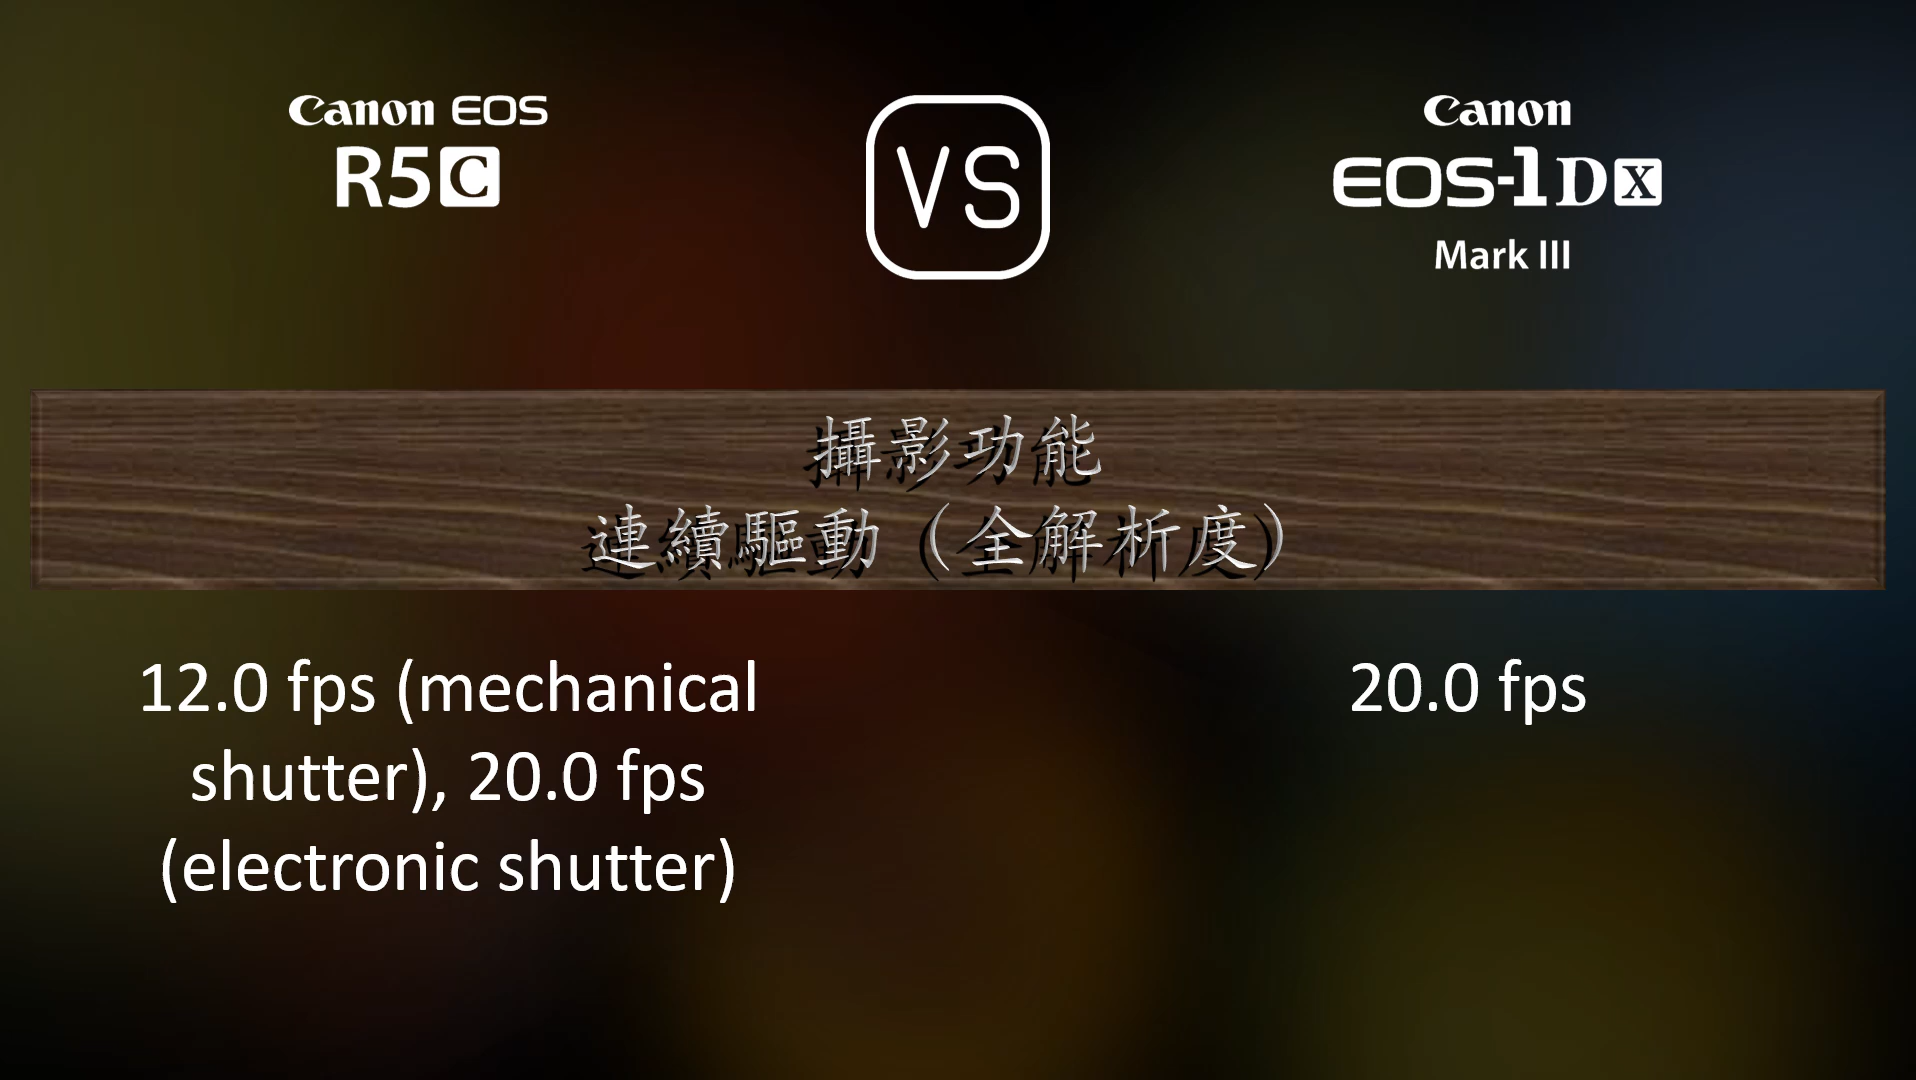 Canon EOS
R5 C
VS
Canon
EOS-1DX
Mark III
攝影功能
連續驅動（全解析度）
12.0 fps (mechanical
shutter), 20.0 fps
(electronic shutter)
20.0 fps